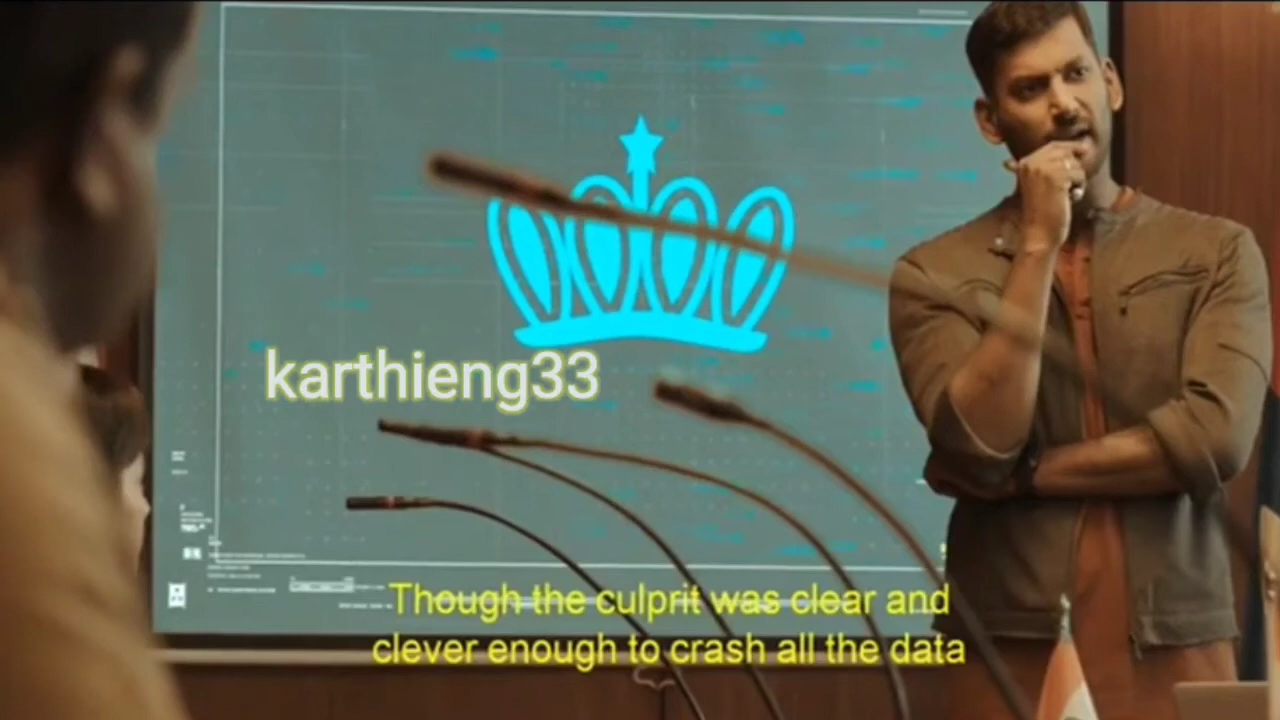 karthieng33
Though the culprit was clear and
clever enough to crash all the data